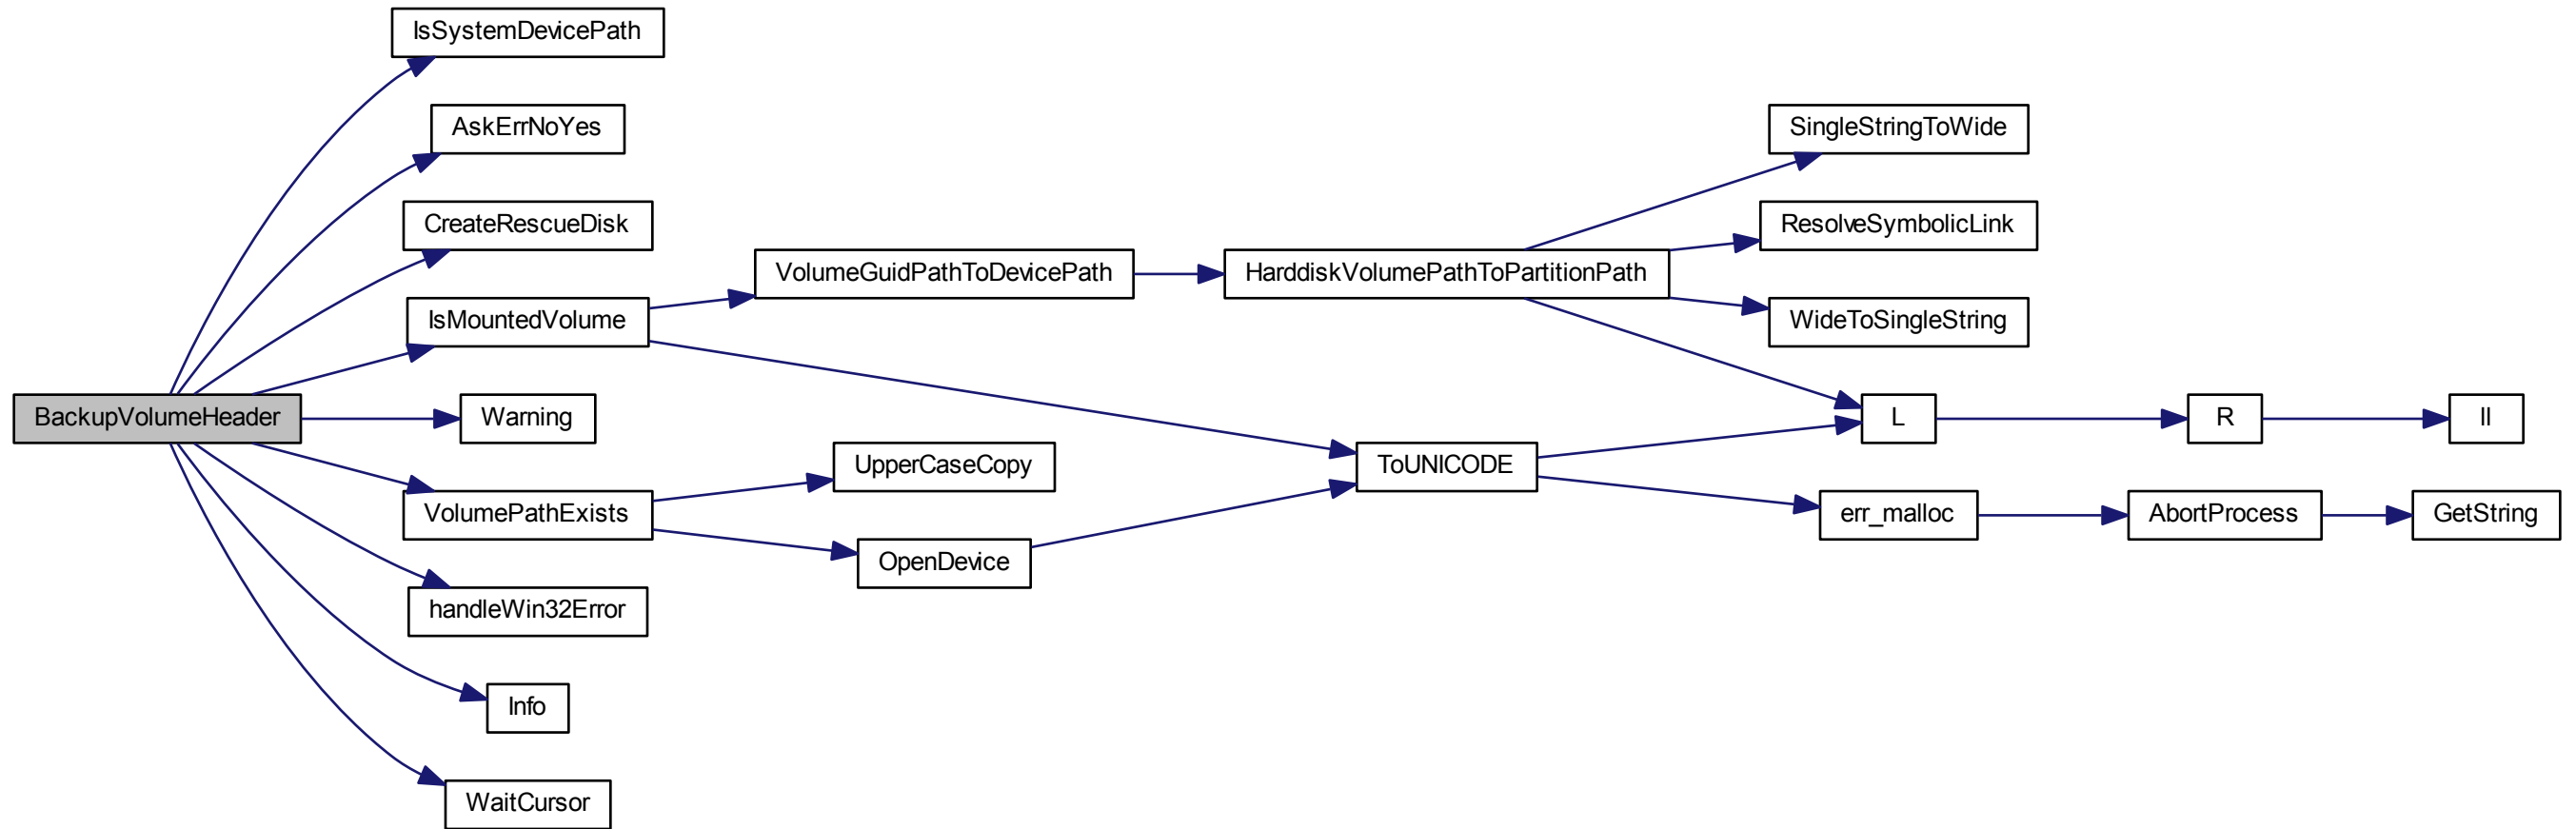 IsSystemDevicePath
AskErrNoYes
SingleStringToWide
CreateRescueDisk
ResolveSymbolicLink
VolumeGuidPathToDevicePath
HarddiskVolumePathToPartitionPath
IsMountedVolume
WideToSingleString
BackupVolumeHeader
Warning
L
R
ll
UpperCaseCopy
ToUNICODE
VolumePathExists
err_malloc
AbortProcess
GetString
OpenDevice
handleWin32Error
Info
WaitCursor